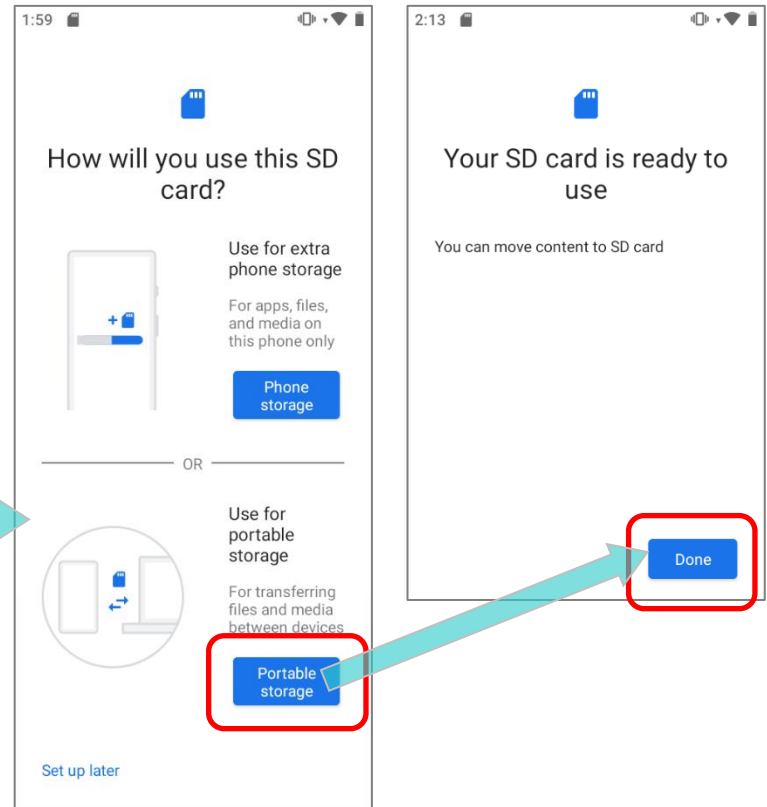 1:59
How will you use this SD
card?
Use for extra
phone storage
For apps, files,
and media on
this phone only
Phone
storage
OR
Use for
portable
storage
For transferring
files and media
between devices
Portable
storage
Set up later
2:13
Your SD card is ready to
use
You can move content to SD card
Done